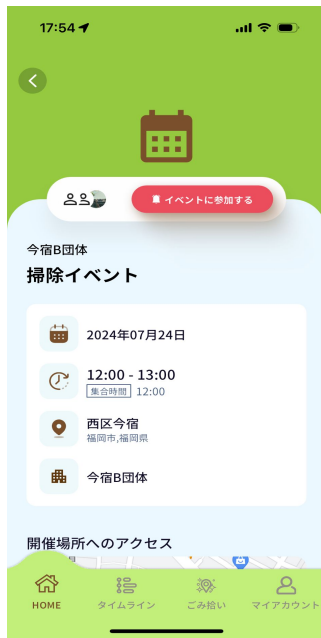 17:54
イベントに参加する
今宿B団体
掃除イベント
2024年07月24日
12:00 - 13:00
集合時間 12:00
西区今宿
福岡市,福岡県
今宿B団体
開催場所へのアクセス
HOME
タイムライン
ごみ拾い
マイアカウント